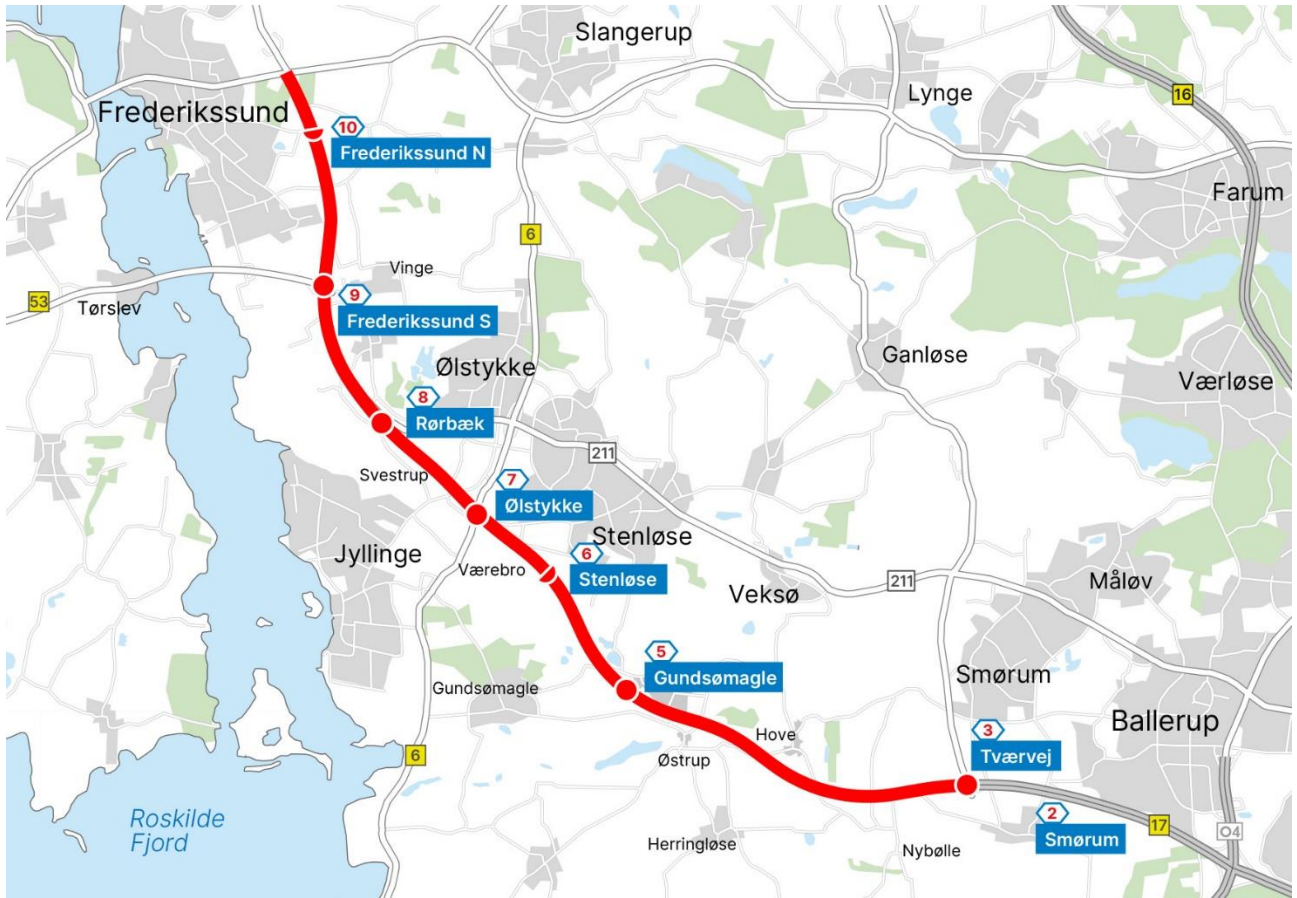 Slangerup
Lynge
16
Frederikssund
10
Frederikssund N
Farum
6
Vinge
9
53
Tørslev
Frederikssund S
Ganløse
Ølstykke
Værløse
8
Rørbæk
211
Svestrup
7
Ølstykke
Stenløse
Jyllinge
6
Værebro
Stenløse
211
Måløv
Veksø
5
Gundsømagle
Smørum
Gundsømagle
Ballerup
3
Hove
6
Tværvej
Østrup
Roskilde
Fjord
2
17
O4
Smørum
Herringløse
Nybølle